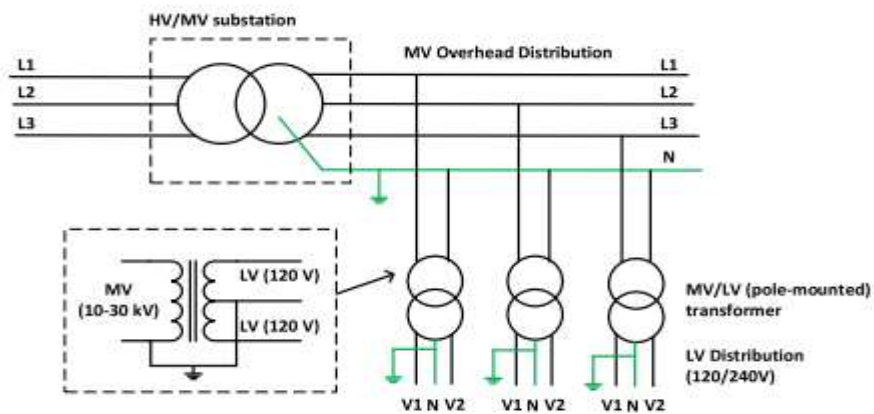 HV/MV substation
MV Overhead Distribution
L1
L1
L2
L2
L3
L3
N
MV
(10-30 kV)
LV (120 V)
LV (120 V)
MV/LV (pole-mounted)
transformer
LV Distribution
(120/240V)
V1 N V2
V1 N V2
V1 N V2